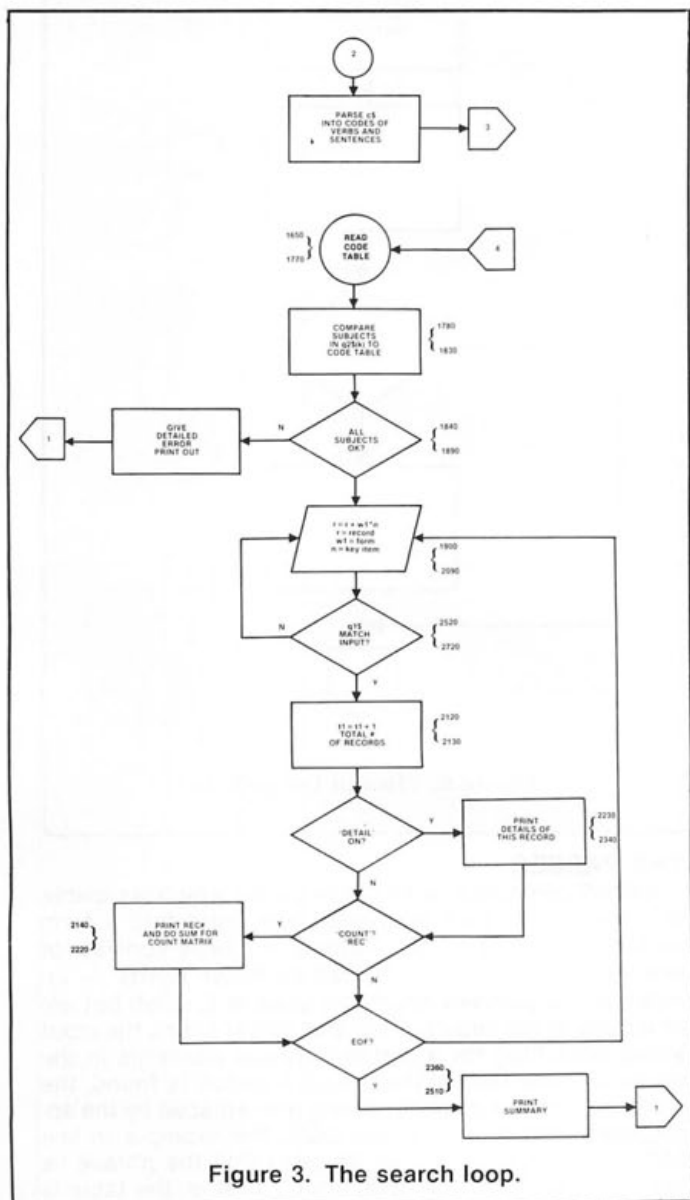 2
PARSE c$
INTO CODES OF
VERBS AND
SENTENCES
3
1650
1770
READ
CODE
TABLE
4
COMPARE
SUBJECTS
IN q2$(k) TO
CODE TABLE
1780
1830
1
GIVE
DETAILED
ERROR
PRINT OUT
N
ALL
SUBJECTS
OK?
1840
1890
r = r + w1*n
r = record
w1 = form
n = key item
1900
2090
N
q1$
MATCH
INPUT?
2520
2720
Y
t1 = t1 + 1
TOTAL #
OF RECORDS
2120
2130
'DETAIL'
ON?
Y
PRINT
DETAILS OF
THIS RECORD
2230
2340
N
2140
2220
PRINT REC#
AND DO SUM FOR
COUNT MATRIX
Y
'COUNT'?
'REC'
N
EOF?
Y
2360
2510
PRINT
SUMMARY
1
Figure 3. The search loop.